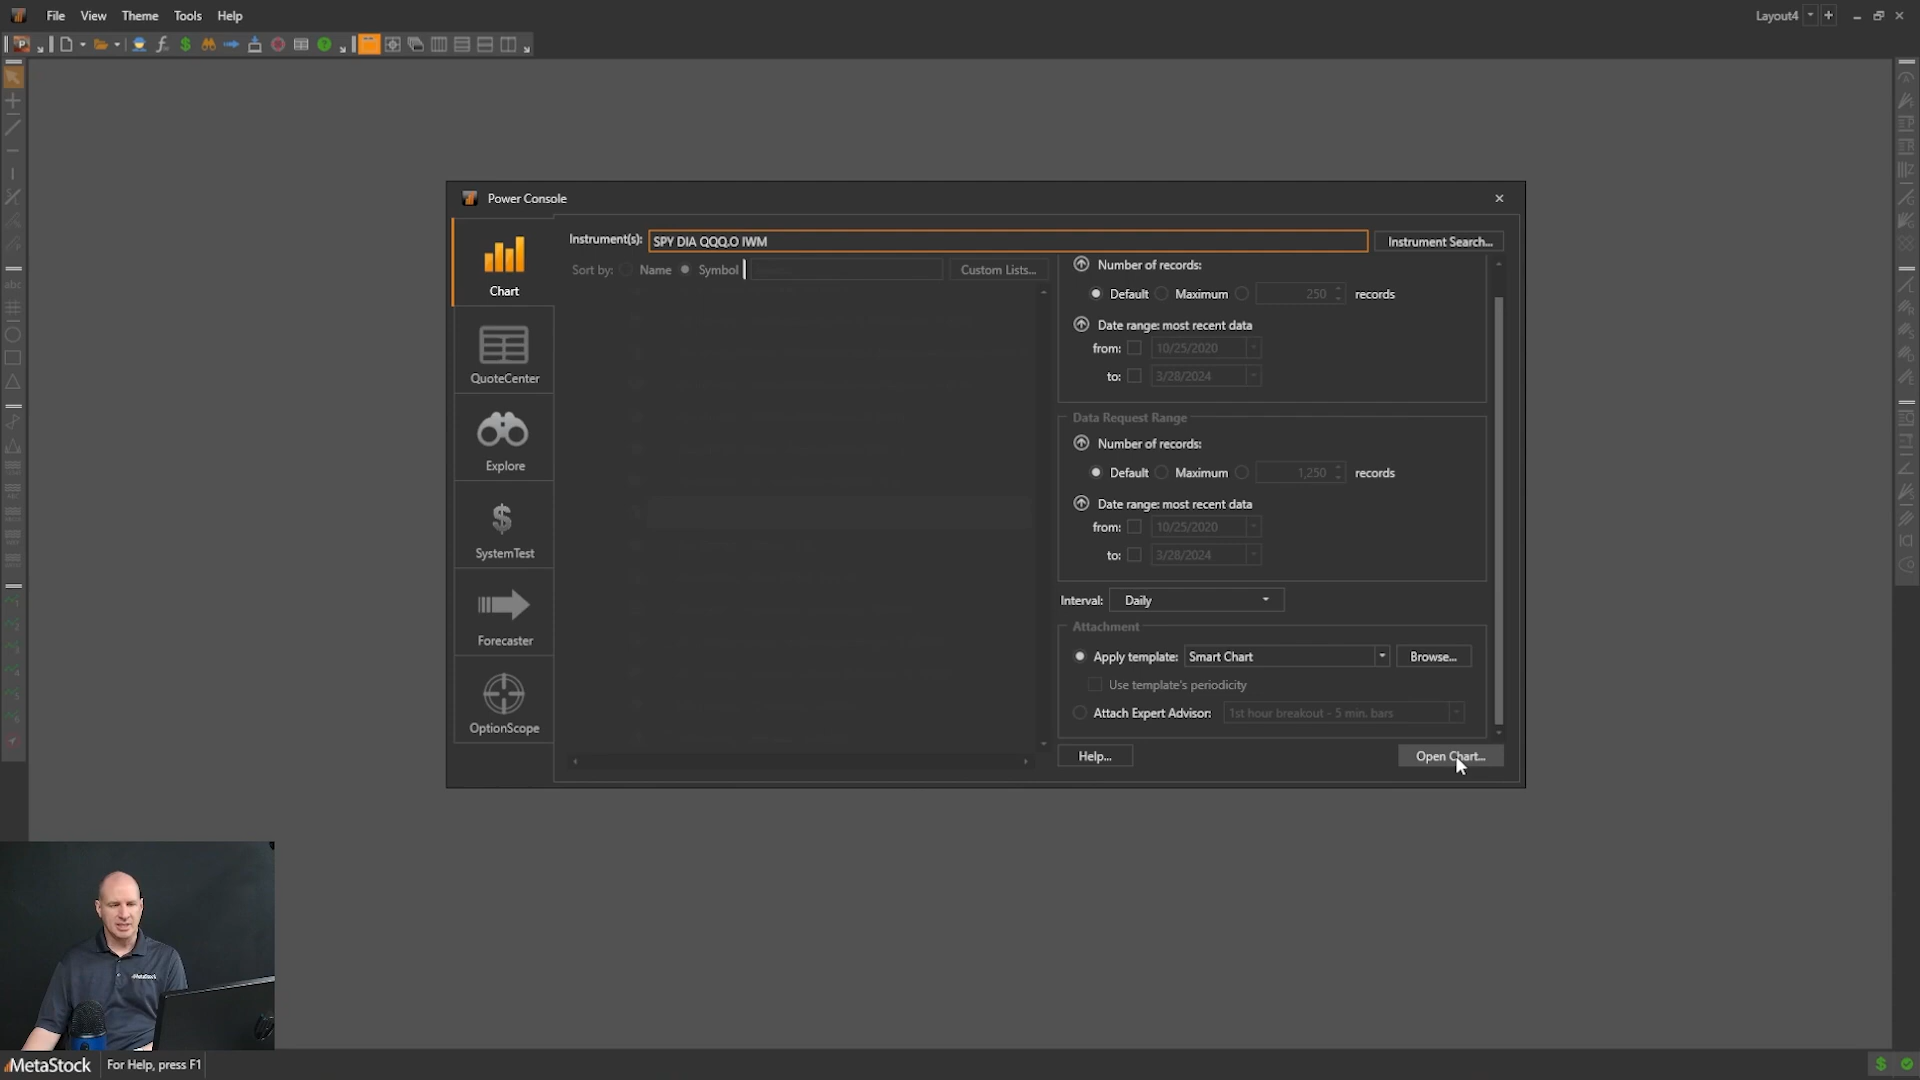 File View Theme Tools Help
Layout4
Power Console
Chart
QuoteCenter
Explore
SystemTest
Forecaster
OptionScope
Instrument(s): SPY DIA QQQ.O IWM Instrument Search...
Sort by: Name Symbol Custom Lists...
Number of records:
Default Maximum 250 records
Date range: most recent data
from: 10/25/2020
to: 3/28/2024
Data Request Range
Number of records:
Default Maximum 1,250 records
Date range: most recent data
from: 10/25/2020
to: 3/28/2024
Interval: Daily
Attachment
Apply template: Smart Chart Browse...
Use template's periodicity
Attach Expert Advisor: 1st hour breakout - 5 min. bars
Help... Open Chart...
MetaStock
MetaStock For Help, press F1